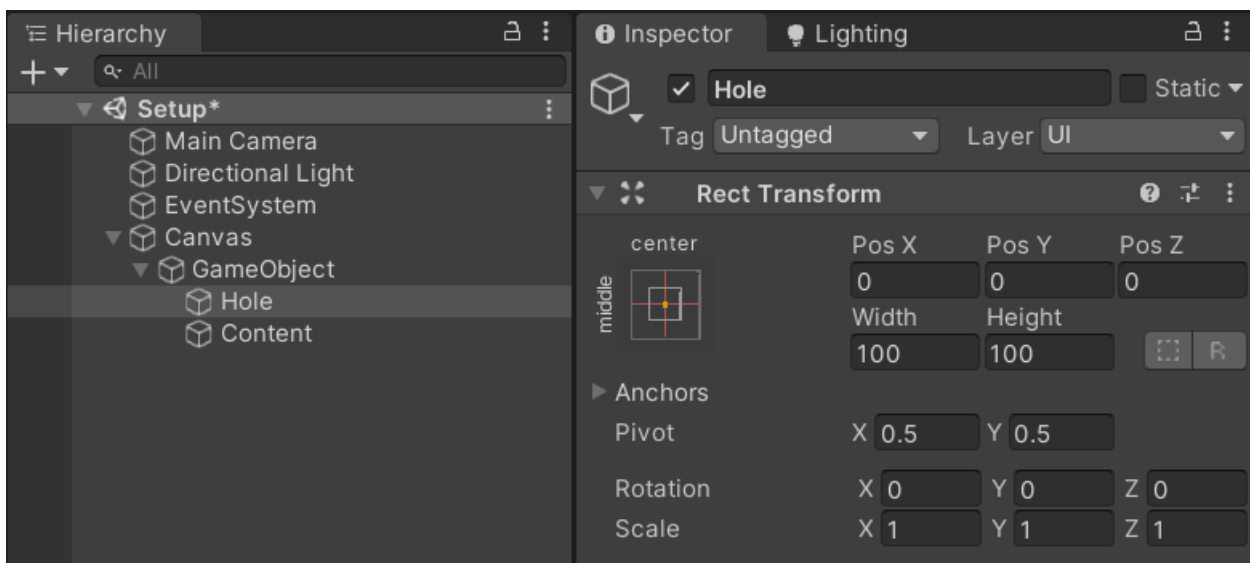 Hierarchy
All
Setup*
Main Camera
Directional Light
EventSystem
Canvas
GameObject
Hole
Content
Inspector Lighting
Hole Static
Tag Untagged Layer UI
Rect Transform
center Pos X Pos Y Pos Z
middle
0 0 0
Width Height
100 100 R
Anchors
Pivot X 0.5 Y 0.5
Rotation X 0 Y 0 Z 0
Scale X 1 Y 1 Z 1